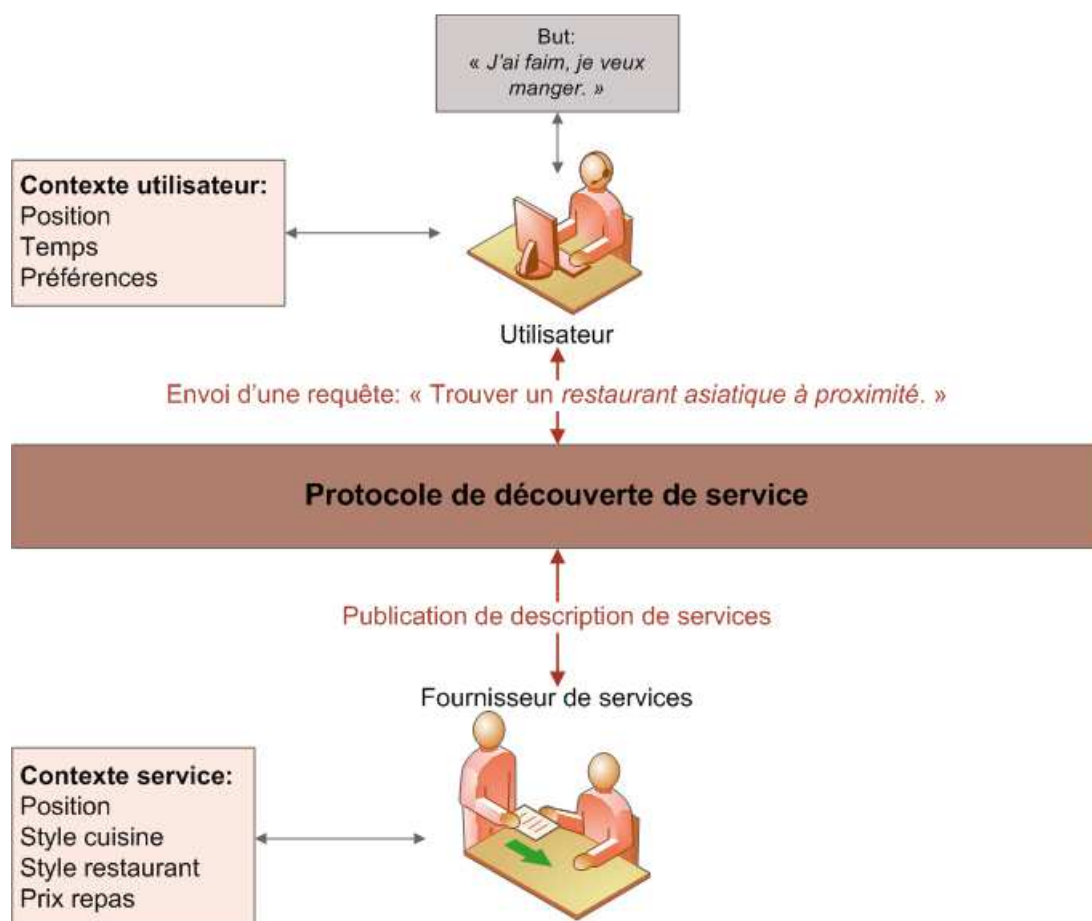 But:
« J'ai faim, je veux
manger. »
Contexte utilisateur:
Position
Temps
Préférences
Utilisateur
Envoi d'une requête: « Trouver un restaurant asiatique à proximité. »
Protocole de découverte de service
Publication de description de services
Fournisseur de services
Contexte service:
Position
Style cuisine
Style restaurant
Prix repas